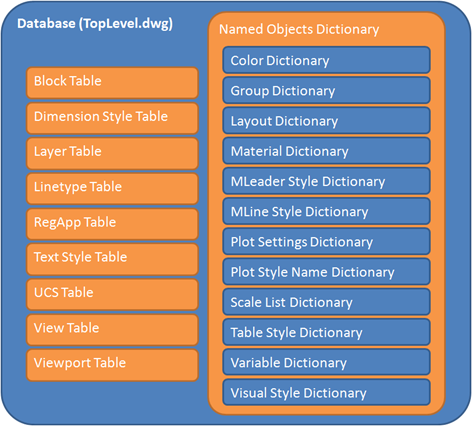 Database (TopLevel.dwg)
Block Table
Dimension Style Table
Layer Table
Linetype Table
RegApp Table
Text Style Table
UCS Table
View Table
Viewport Table
Named Objects Dictionary
Color Dictionary
Group Dictionary
Layout Dictionary
Material Dictionary
MLeader Style Dictionary
MLine Style Dictionary
Plot Settings Dictionary
Plot Style Name Dictionary
Scale List Dictionary
Table Style Dictionary
Variable Dictionary
Visual Style Dictionary